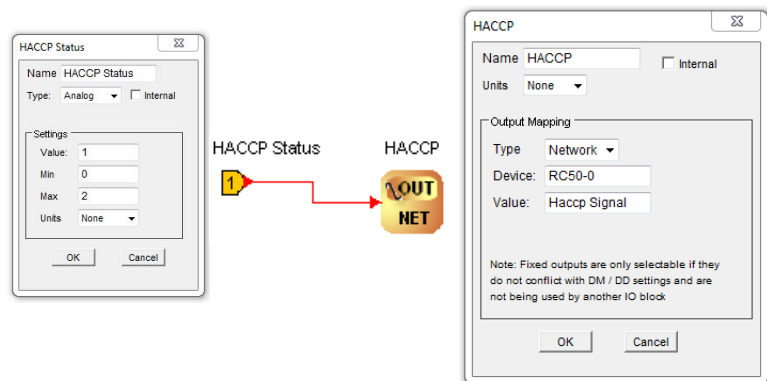 HACCP Status
Name HACCP Status
Type: Analog Internal
Settings
Value: 1
Min 0
Max 2
Units None
OK Cancel
HACCP Status
1
HACCP
OUT
NET
HACCP
Name HACCP Internal
Units None
Output Mapping
Type Network
Device: RC50-0
Value: Haccp Signal
Note: Fixed outputs are only selectable if they
do not conflict with DM / DD settings and are
not being used by another IO block
OK Cancel